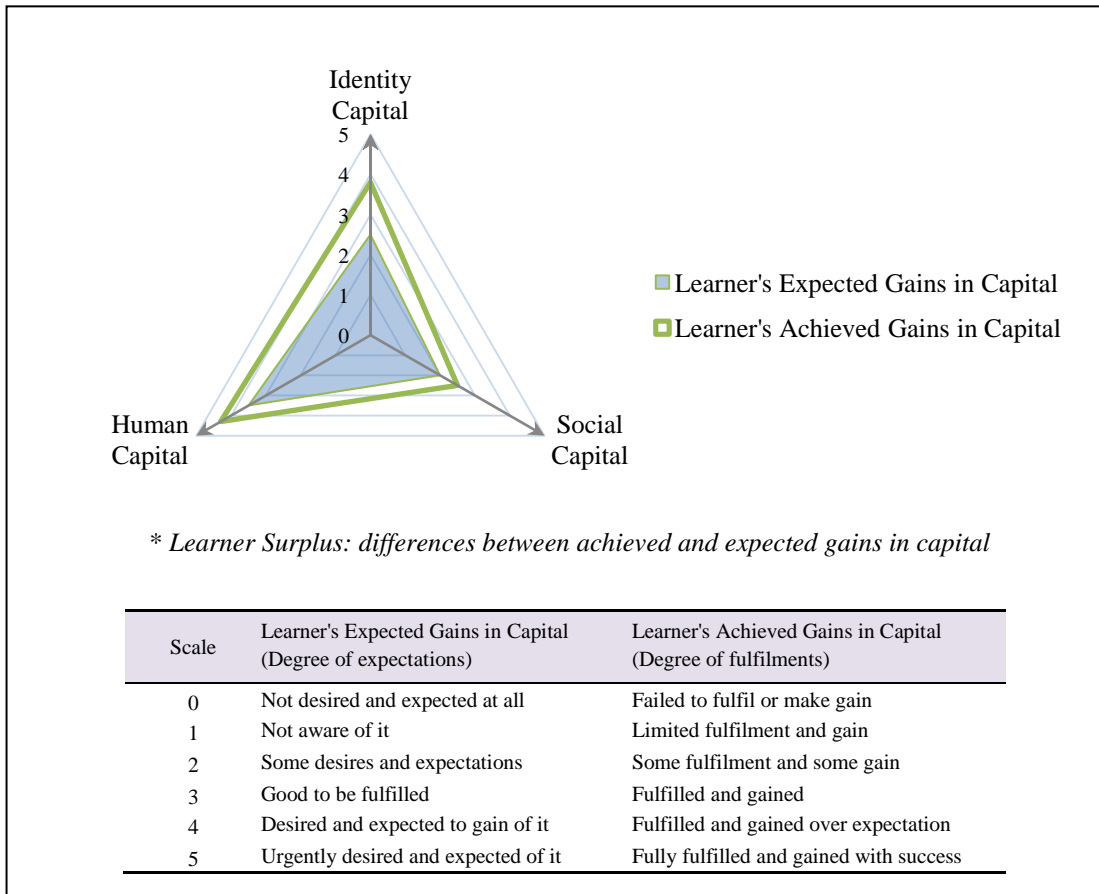 Identity
Capital
5
4
3
2
1
0
Human
Capital
Social
Capital
Learner's Expected Gains in Capital
Learner's Achieved Gains in Capital
* Learner Surplus: differences between achieved and expected gains in capital
Scale Learner's Expected Gains in Capital (Degree of expectations) Learner's Achieved Gains in Capital (Degree of fulfilments)
0 Not desired and expected at all Failed to fulfil or make gain
1 Not aware of it Limited fulfilment and gain
2 Some desires and expectations Some fulfilment and some gain
3 Good to be fulfilled Fulfilled and gained
4 Desired and expected to gain of it Fulfilled and gained over expectation
5 Urgently desired and expected of it Fully fulfilled and gained with success